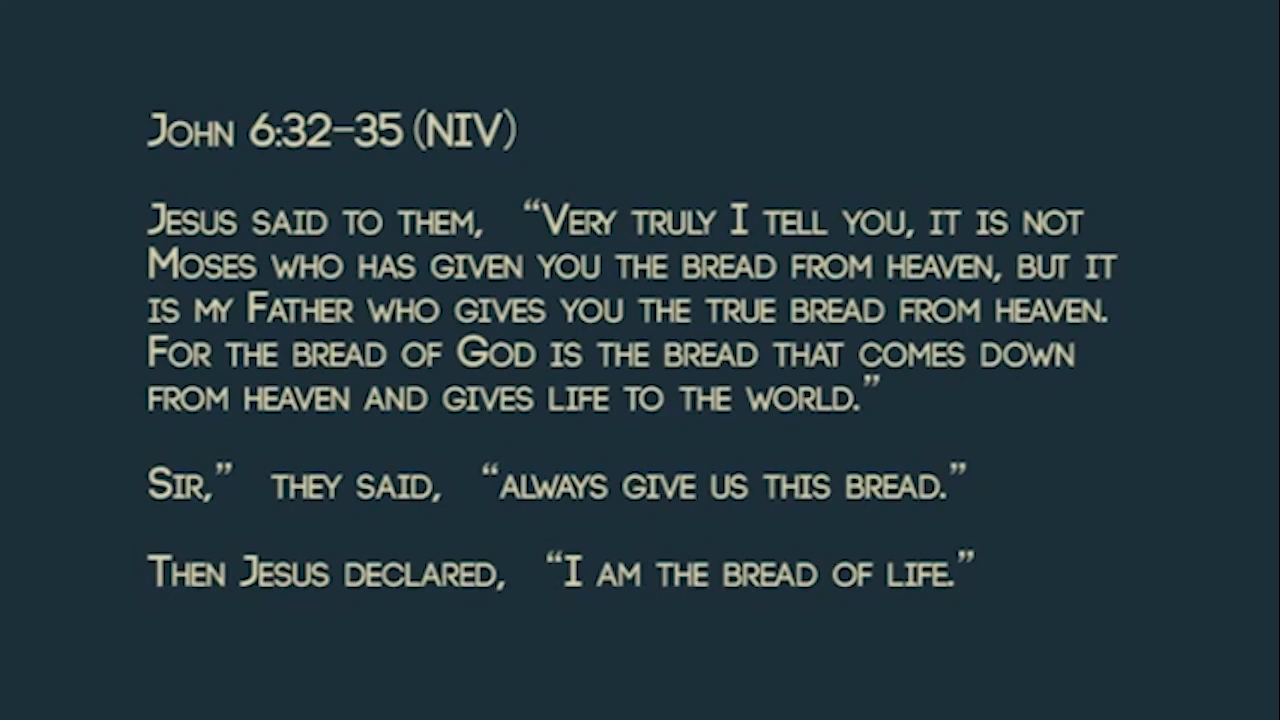 John 6:32–35 (NIV)
Jesus said to them, “Very truly I tell you, it is not
Moses who has given you the bread from heaven, but it
is my Father who gives you the true bread from heaven.
For the bread of God is the bread that comes down
from heaven and gives life to the world.”
Sir,” they said, “always give us this bread.”
Then Jesus declared, “I am the bread of life.”